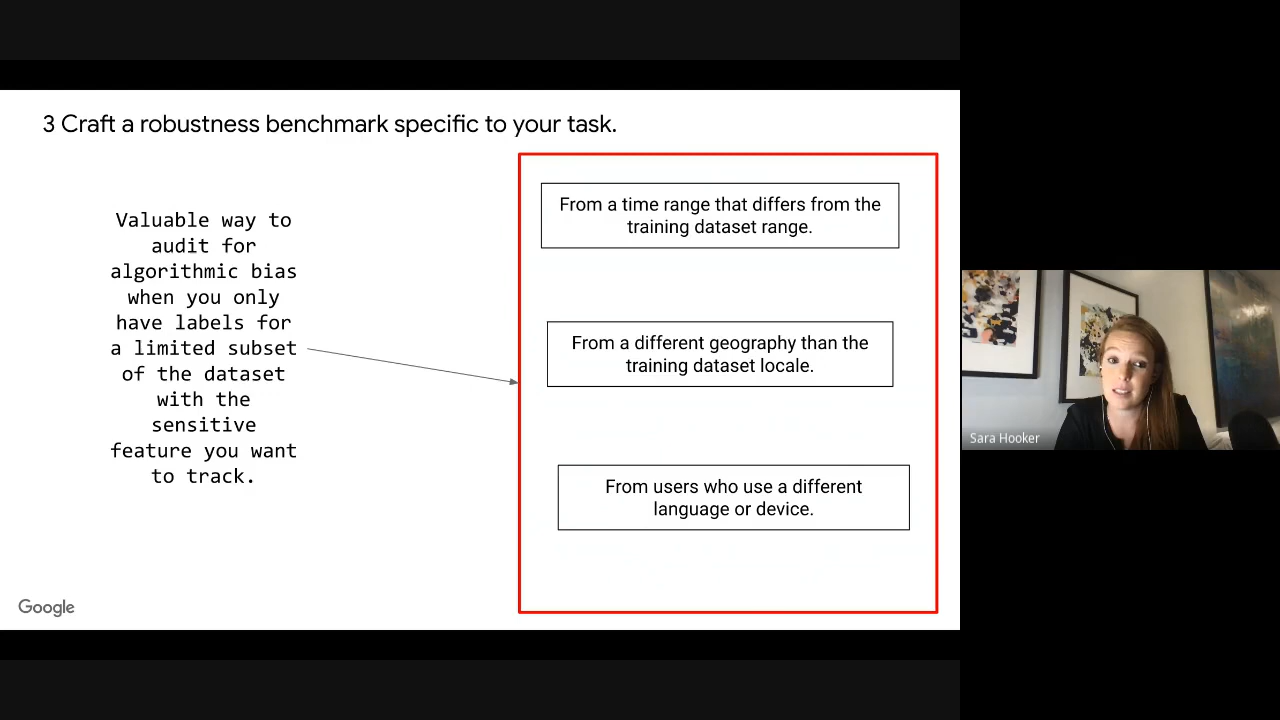 3 Craft a robustness benchmark specific to your task.
Valuable way to
audit for
algorithmic bias
when you only
have labels for
a limited subset
of the dataset
with the
sensitive
feature you want
to track.
From a time range that differs from the
training dataset range.
From a different geography than the
training dataset locale.
From users who use a different
language or device.
Google
Sara Hooker